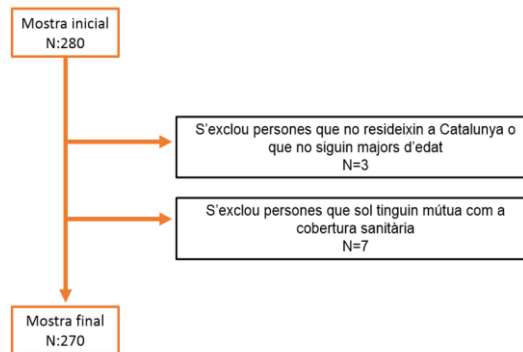 Mostra inicial
N:280
S'exclou persones que no resideixin a Catalunya o
que no siguin majors d'edat
N=3
S'exclou persones que sol tinguin mútua com a
cobertura sanitària
N=7
Mostra final
N:270